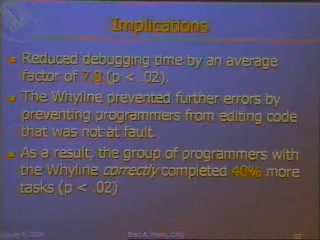 Implications
Reduced debugging time by an average
factor of 7.8 (p < .02).
The Whyline prevented further errors by
preventing programmers from editing code
that was not at fault.
As a result, the group of programmers with
the Whyline correctly completed 40% more
tasks (p < .02)
Brad A. Myers, CMU